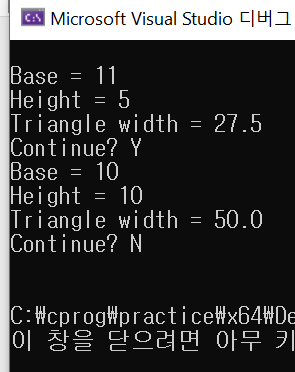 Microsoft Visual Studio 디버그
Base = 11
Height = 5
Triangle width = 27.5
Continue? Y
Base = 10
Height = 10
Triangle width = 50.0
Continue? N
C:₩cprog₩practice₩x64₩De
이 창을 닫으려면 아무 키